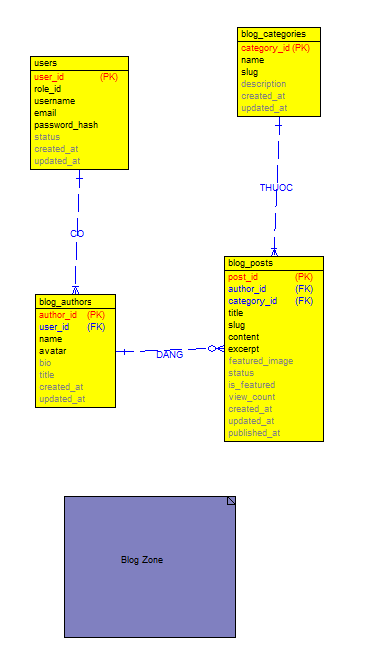 blog_categories
category_id (PK)
name
slug
description
created_at
updated_at
users
user_id (PK)
role_id
username
email
password_hash
status
created_at
updated_at
THUOC
CO
blog_posts
post_id (PK)
author_id (FK)
category_id (FK)
title
slug
content
excerpt
featured_image
status
is_featured
view_count
created_at
updated_at
published_at
blog_authors
author_id (PK)
user_id (FK)
name
avatar
bio
title
created_at
updated_at
DANG
Blog Zone